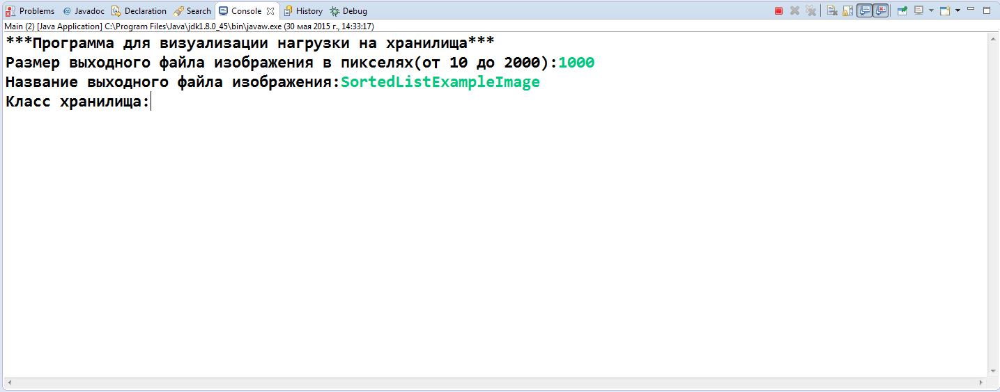 Problems @ Javadoc Declaration Search Console History Debug
Main (2) [Java Application] C:\Program Files\Java\jdk1.8.0_45\bin\javaw.exe (30 мая 2015 г., 14:33:17)
***Программа для визуализации нагрузки на хранилища***
Размер выходного файла изображения в пикселях(от 10 до 2000):1000
Название выходного файла изображения:SortedListExampleImage
Класс хранилища: